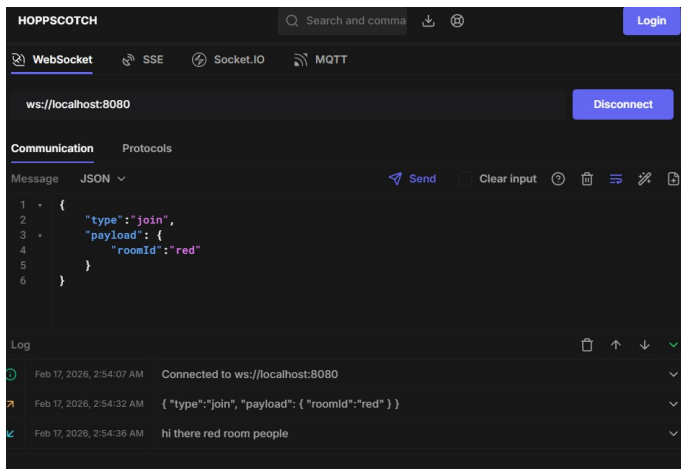 HOPPSCOTCH Search and comma Login
WebSocket SSE Socket.IO MQTT
ws://localhost:8080 Disconnect
Communication Protocols
Message JSON Send Clear input
1 {
2 "type":"join",
3 "payload": {
4 "roomId":"red"
5 }
6 }
Log
Feb 17, 2026, 2:54:07 AM Connected to ws://localhost:8080
Feb 17, 2026, 2:54:32 AM { "type":"join", "payload": { "roomId":"red" } }
Feb 17, 2026, 2:54:36 AM hi there red room people